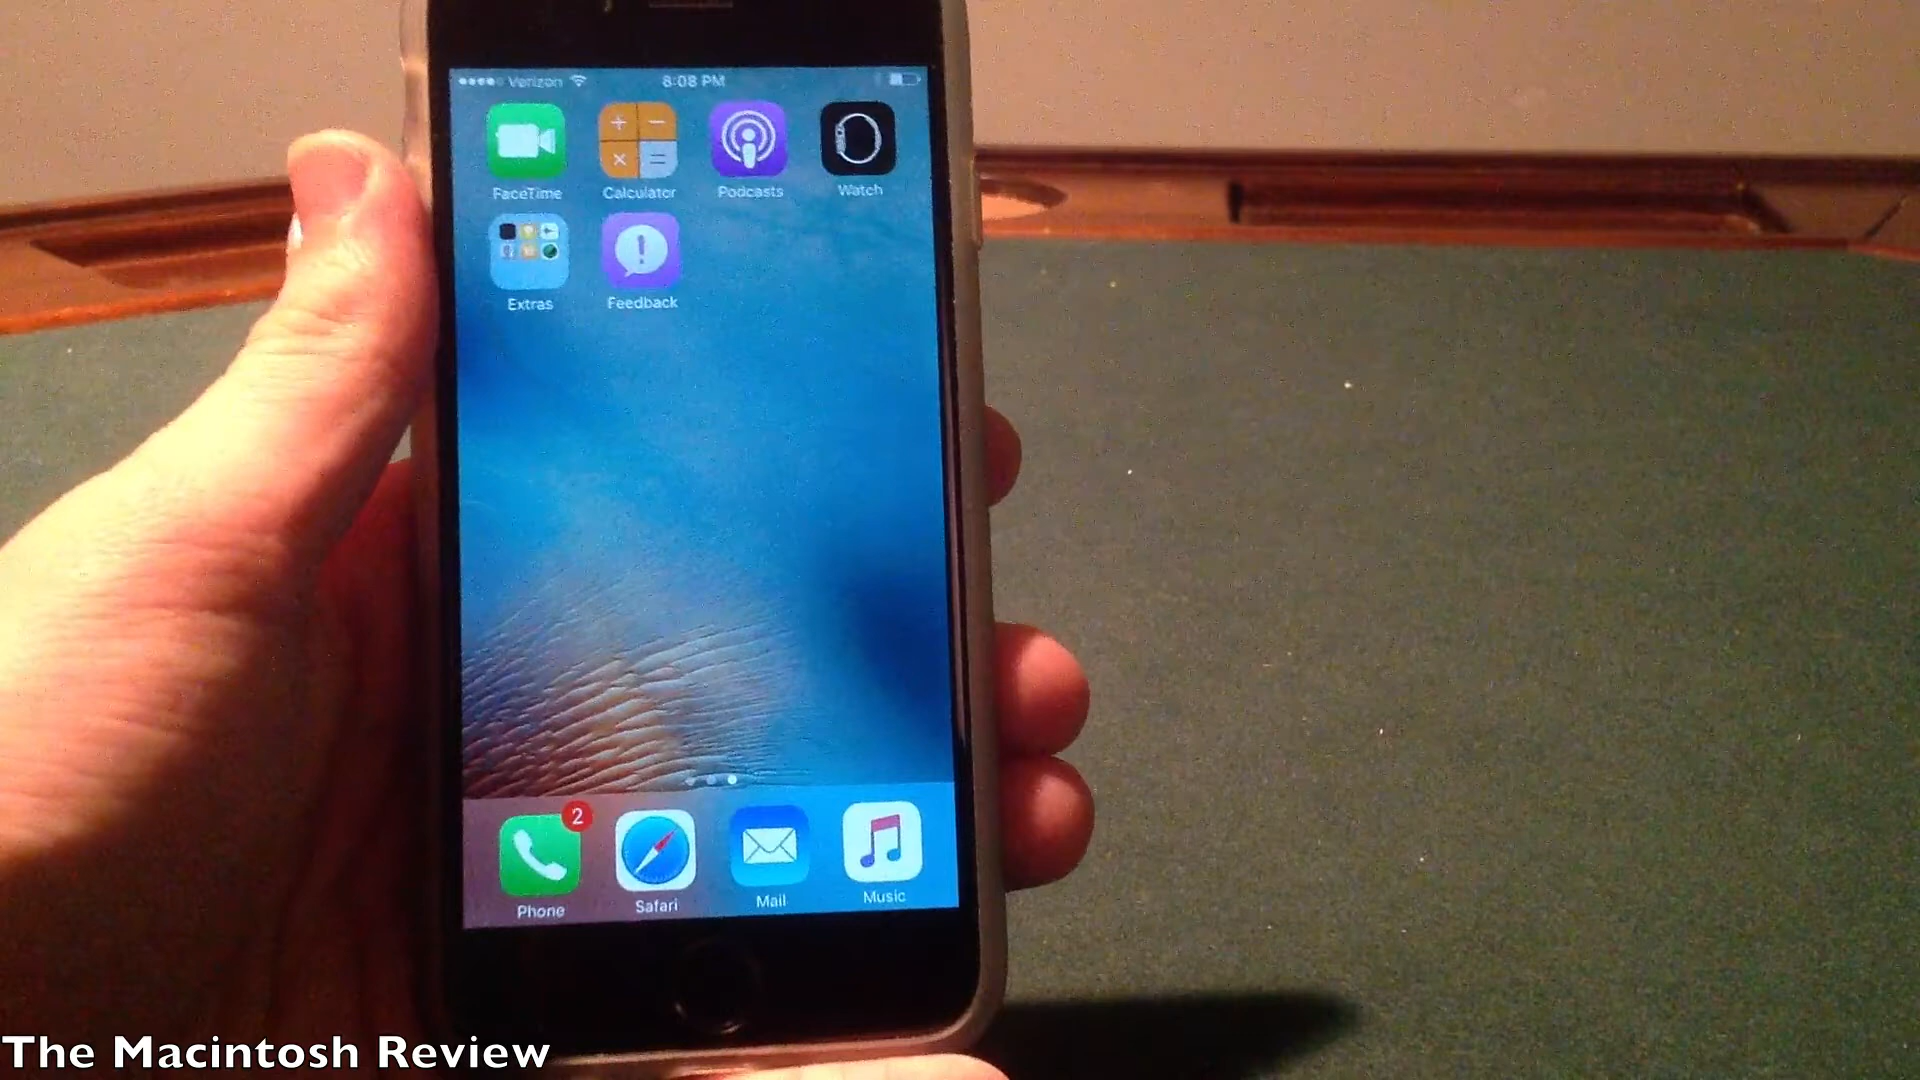 Verizon 8:08 PM
FaceTime Calculator Podcasts Watch
Extras Feedback
2
Phone Safari Mail Music
The Macintosh Review